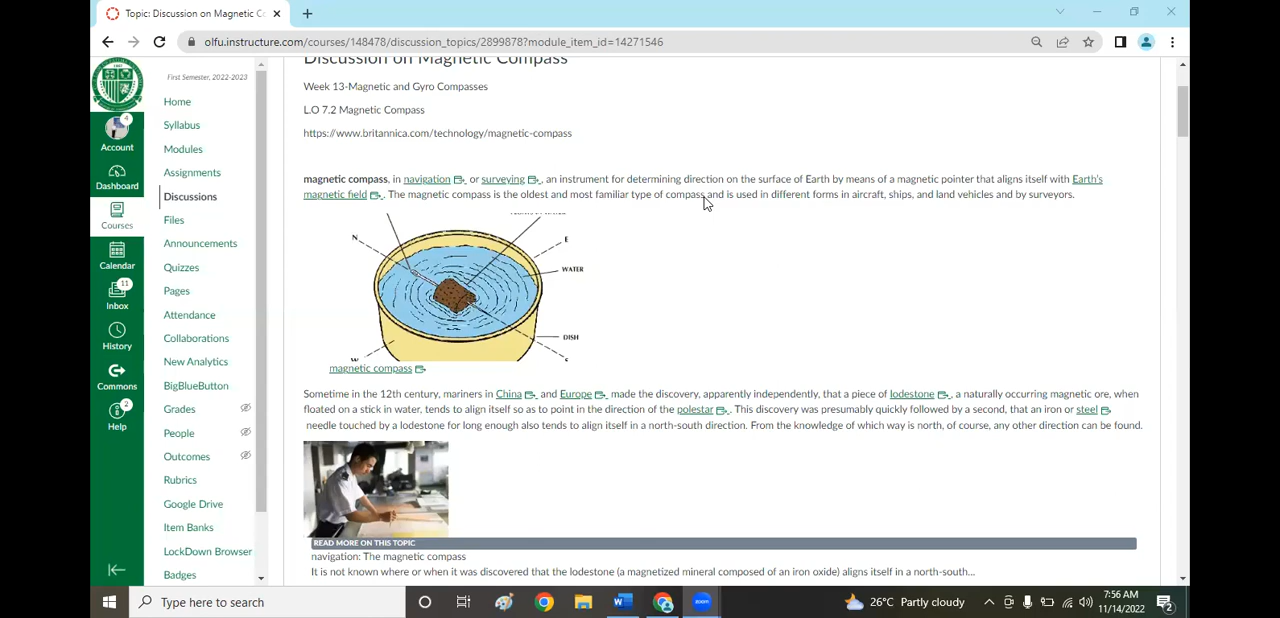 Topic: Discussion on Magnetic Co
olfu.instructure.com/courses/148478/discussion_topics/2899878?module_item_id=14271546
First Semester, 2022-2023
Home
Syllabus
Modules
Assignments
Discussions
Files
Announcements
Quizzes
Pages
Attendance
Collaborations
New Analytics
BigBlueButton
Grades
People
Outcomes
Rubrics
Google Drive
Item Banks
LockDown Browser
Badges
4
Account
Dashboard
Courses
Calendar
11
Inbox
History
Commons
2
Help
Discussion on Magnetic Compass
Week 13-Magnetic and Gyro Compasses
L.O 7.2 Magnetic Compass
https://www.britannica.com/technology/magnetic-compass
magnetic compass, in navigation or surveying, an instrument for determining direction on the surface of Earth by means of a magnetic pointer that aligns itself with Earth's
magnetic field. The magnetic compass is the oldest and most familiar type of compass and is used in different forms in aircraft, ships, and land vehicles and by surveyors.
N
E
WATER
DISH
W
S
magnetic compass
Sometime in the 12th century, mariners in China and Europe made the discovery, apparently independently, that a piece of lodestone, a naturally occurring magnetic ore, when
floated on a stick in water, tends to align itself so as to point in the direction of the polestar. This discovery was presumably quickly followed by a second, that an iron or steel
needle touched by a lodestone for long enough also tends to align itself in a north-south direction. From the knowledge of which way is north, of course, any other direction can be found.
READ MORE ON THIS TOPIC
navigation: The magnetic compass
It is not known where or when it was discovered that the lodestone (a magnetized mineral composed of an iron oxide) aligns itself in a north-south...
Type here to search
zoom
26°C Partly cloudy
7:56 AM
11/14/2022
2